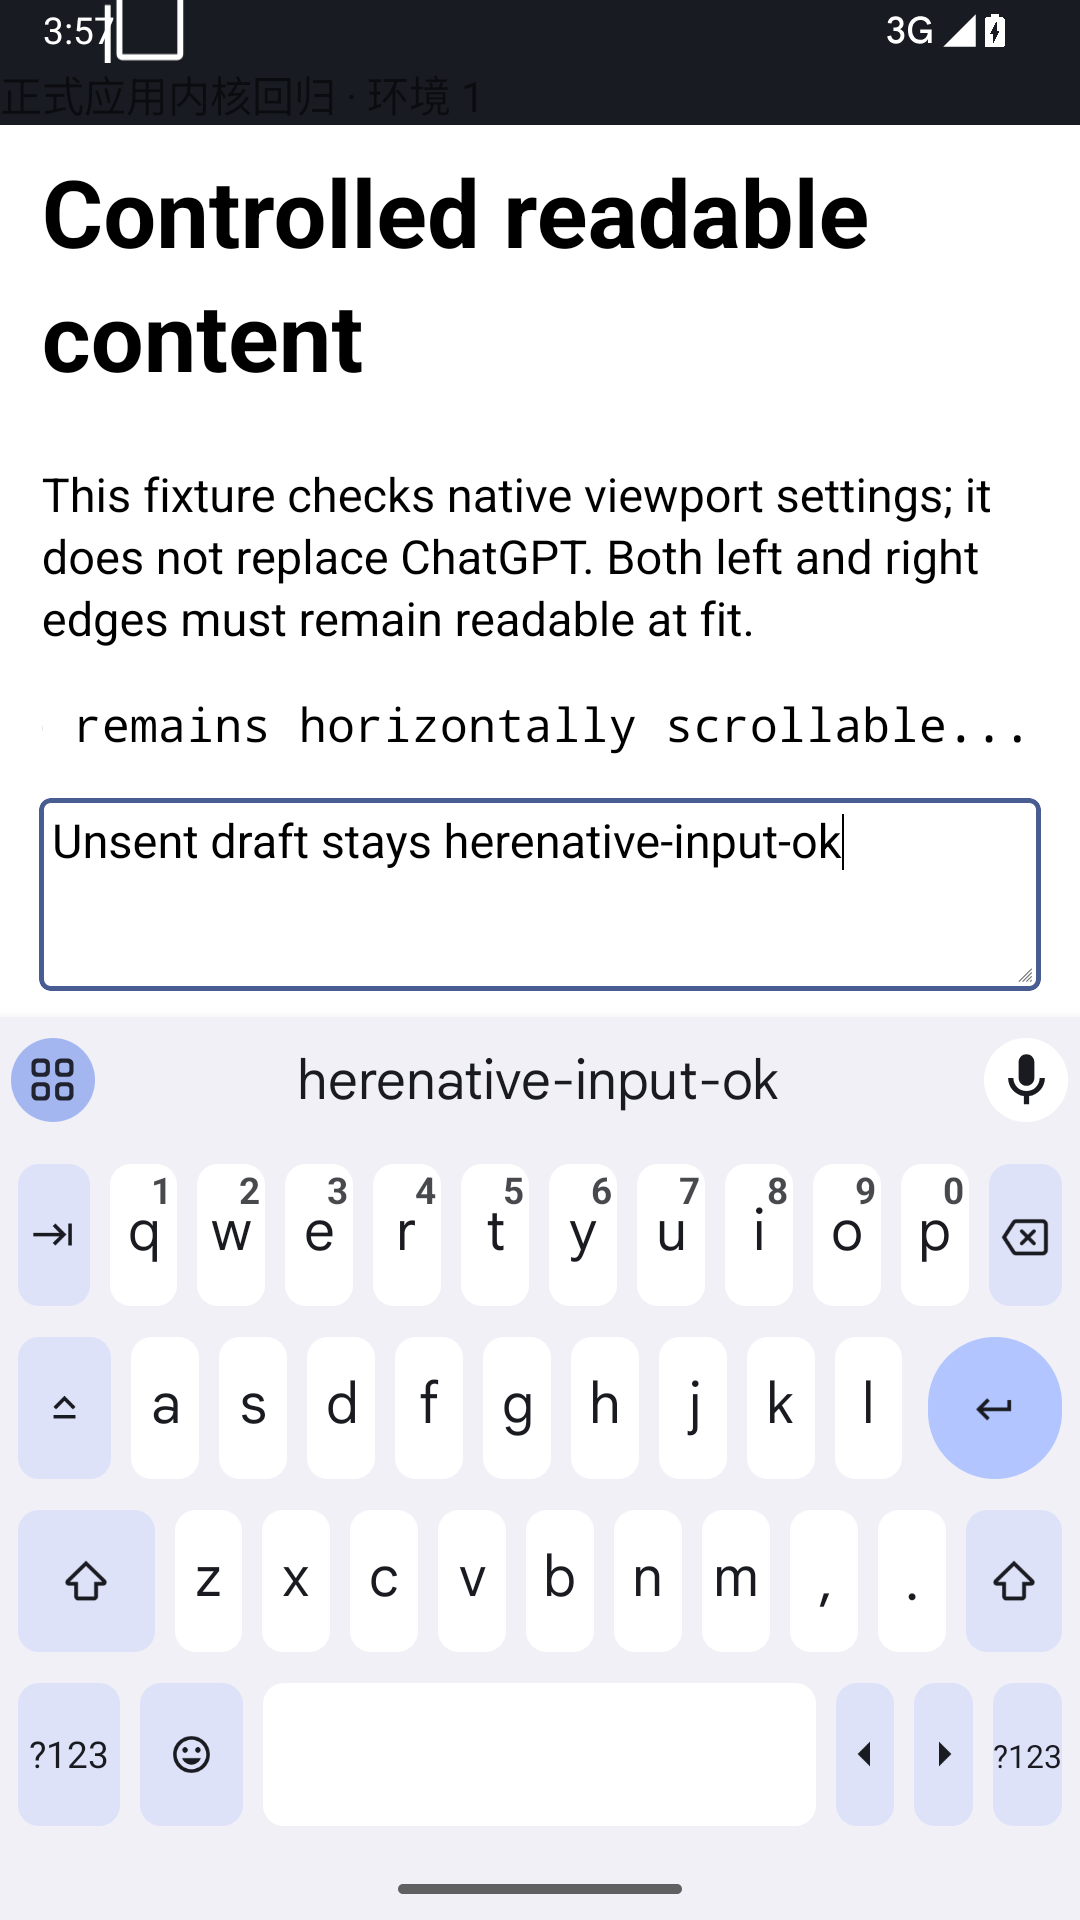 3:57
3G
正式应用内核回归 · 环境 1
Controlled readable
content
This fixture checks native viewport settings; it
does not replace ChatGPT. Both left and right
edges must remain readable at fit.
remains horizontally scrollable...
Unsent draft stays herenative-input-ok
herenative-input-ok
1 2 3 4 5 6 7 8 9 0
q w e r t y u i o p
a s d f g h j k l
z x c v b n m , .
?123 ?123